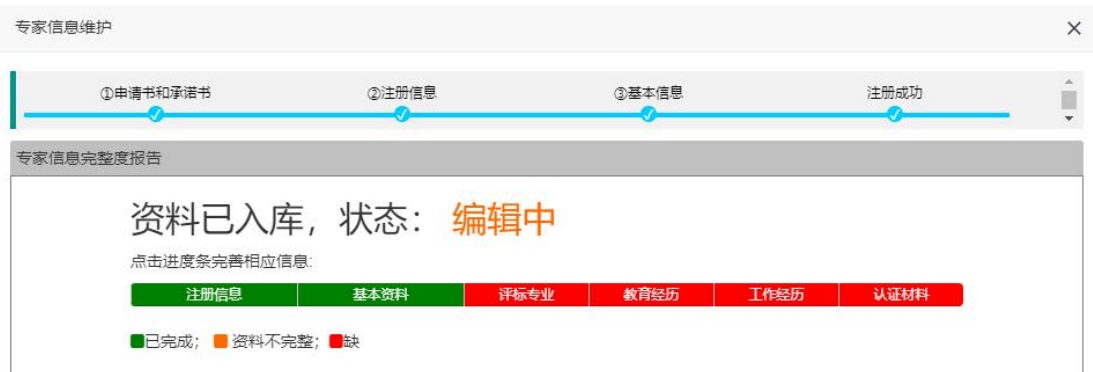 专家信息维护
①申请书和承诺书 ②注册信息 ③基本信息 注册成功
专家信息完整度报告
资料已入库，状态： 编辑中
点击进度条完善相应信息:
注册信息 基本资料 评标专业 教育经历 工作经历 认证材料
已完成； 资料不完整； 缺